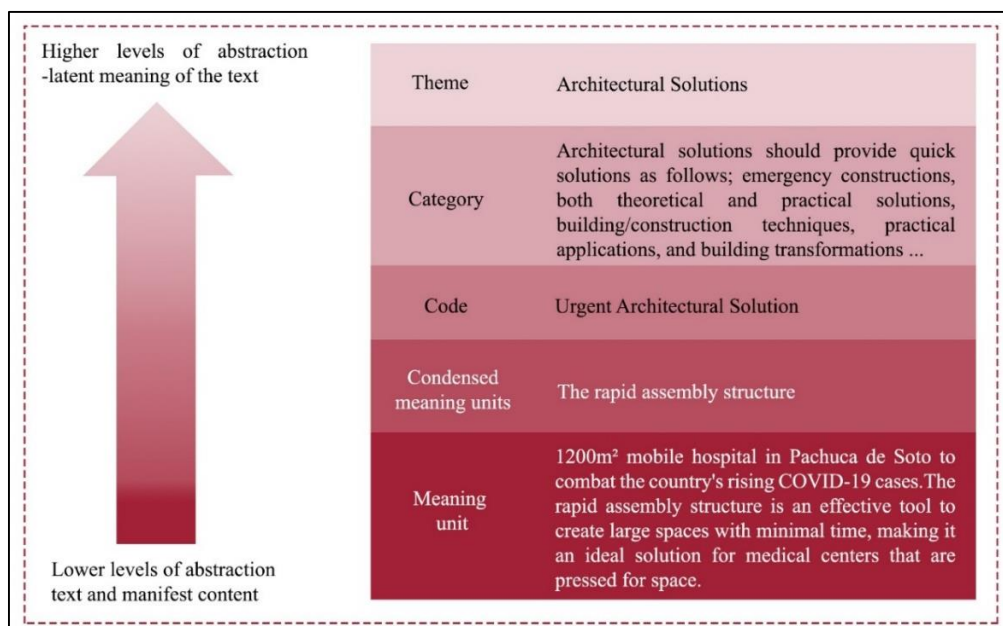 Higher levels of abstraction
-latent meaning of the text
Theme
Architectural Solutions
Category
Architectural solutions should provide quick
solutions as follows; emergency constructions,
both theoretical and practical solutions,
building/construction techniques, practical
applications, and building transformations ...
Code
Urgent Architectural Solution
Condensed
meaning units
The rapid assembly structure
Meaning
unit
1200m² mobile hospital in Pachuca de Soto to
combat the country's rising COVID-19 cases.The
rapid assembly structure is an effective tool to
create large spaces with minimal time, making it
an ideal solution for medical centers that are
pressed for space.
Lower levels of abstraction
text and manifest content